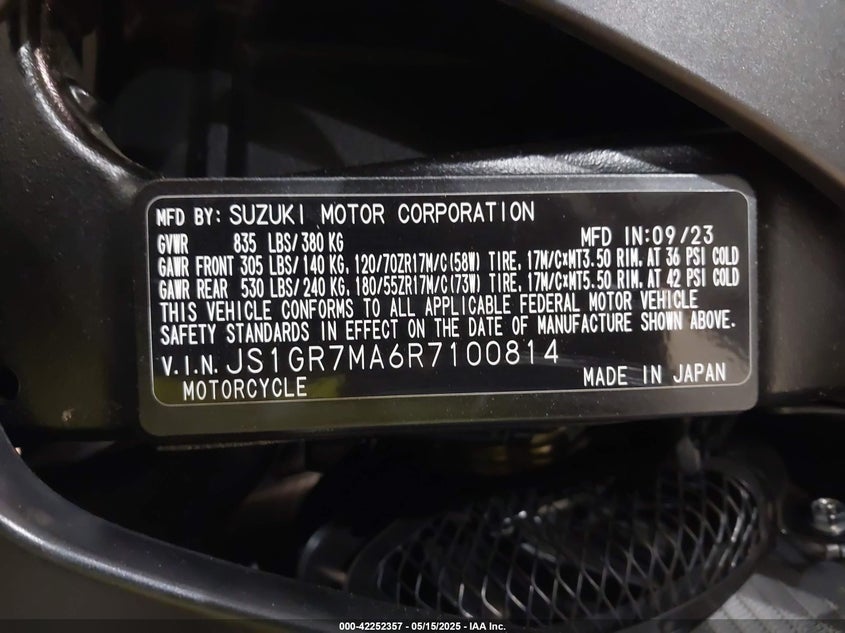 MFD BY: SUZUKI MOTOR CORPORATION
GVWR 835 LBS/380 KG MFD IN:09/23
GAWR FRONT 305 LBS/140 KG, 120/70ZR17M/C(58W) TIRE, 17M/C×MT3.50 RIM, AT 36 PSI COLD
GAWR REAR 530 LBS/240 KG, 180/55ZR17M/C(73W) TIRE, 17M/C×MT5.50 RIM, AT 42 PSI COLD
THIS VEHICLE CONFORMS TO ALL APPLICABLE FEDERAL MOTOR VEHICLE
SAFETY STANDARDS IN EFFECT ON THE DATE OF MANUFACTURE SHOWN ABOVE.
V.I.N. JS1GR7MA6R7100814
MOTORCYCLE MADE IN JAPAN
000-42252357 - 05/15/2025 - IAA Inc.